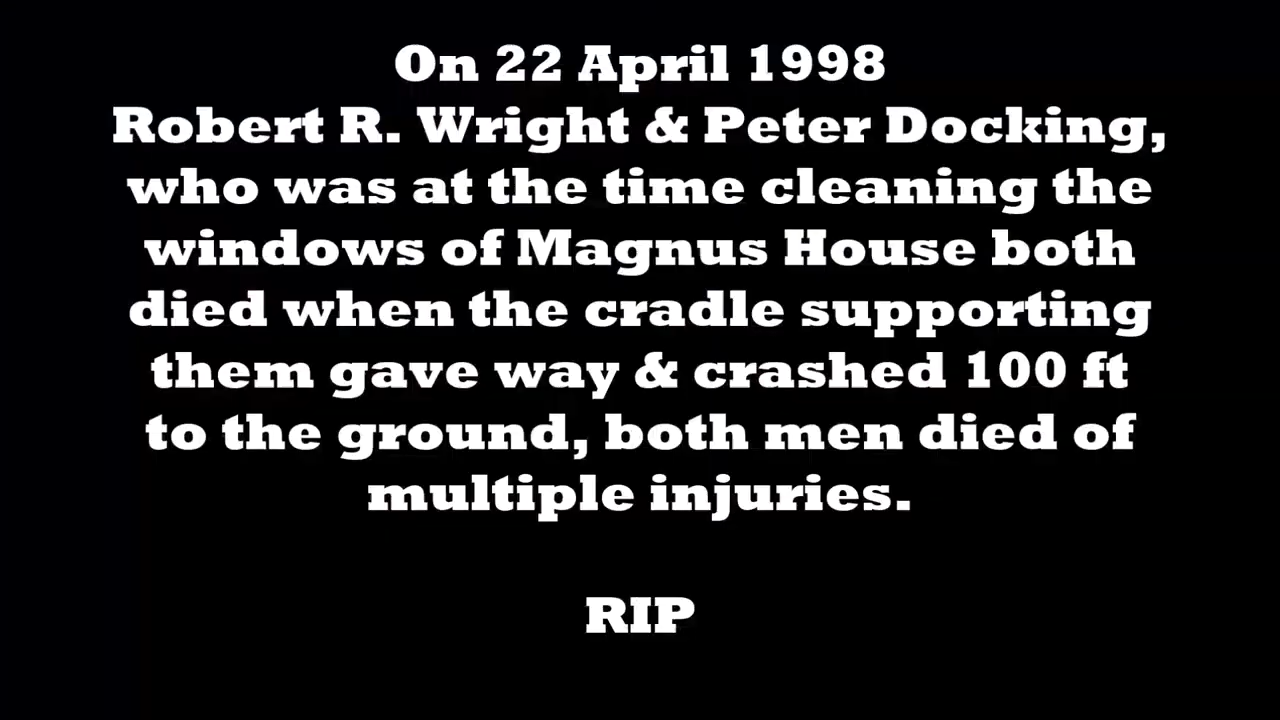 On 22 April 1998
Robert R. Wright & Peter Docking,
who was at the time cleaning the
windows of Magnus House both
died when the cradle supporting
them gave way & crashed 100 ft
to the ground, both men died of
multiple injuries.
RIP